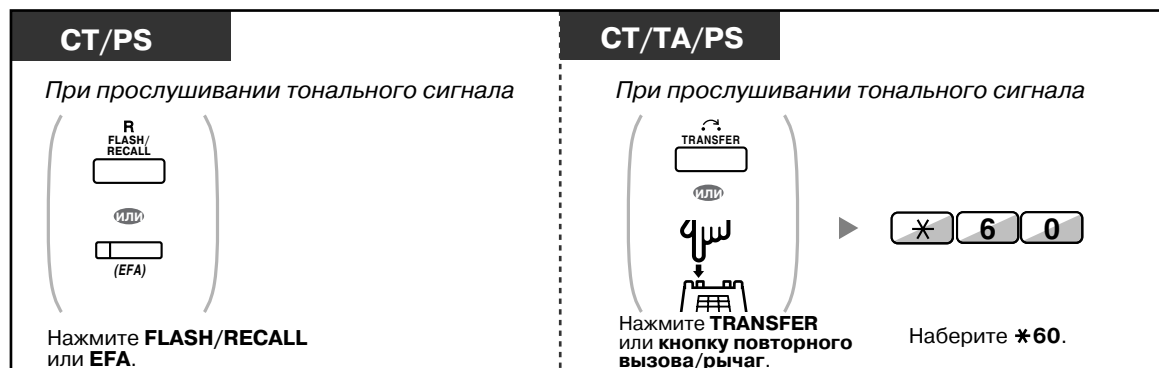 CT/PS
При прослушивании тонального сигнала
R
FLASH/
RECALL
или
(EFA)
Нажмите FLASH/RECALL
или EFA.
CT/TA/PS
При прослушивании тонального сигнала
TRANSFER
или
Нажмите TRANSFER
или кнопку повторного
вызова/рычаг.
* 6 0
Наберите *60.